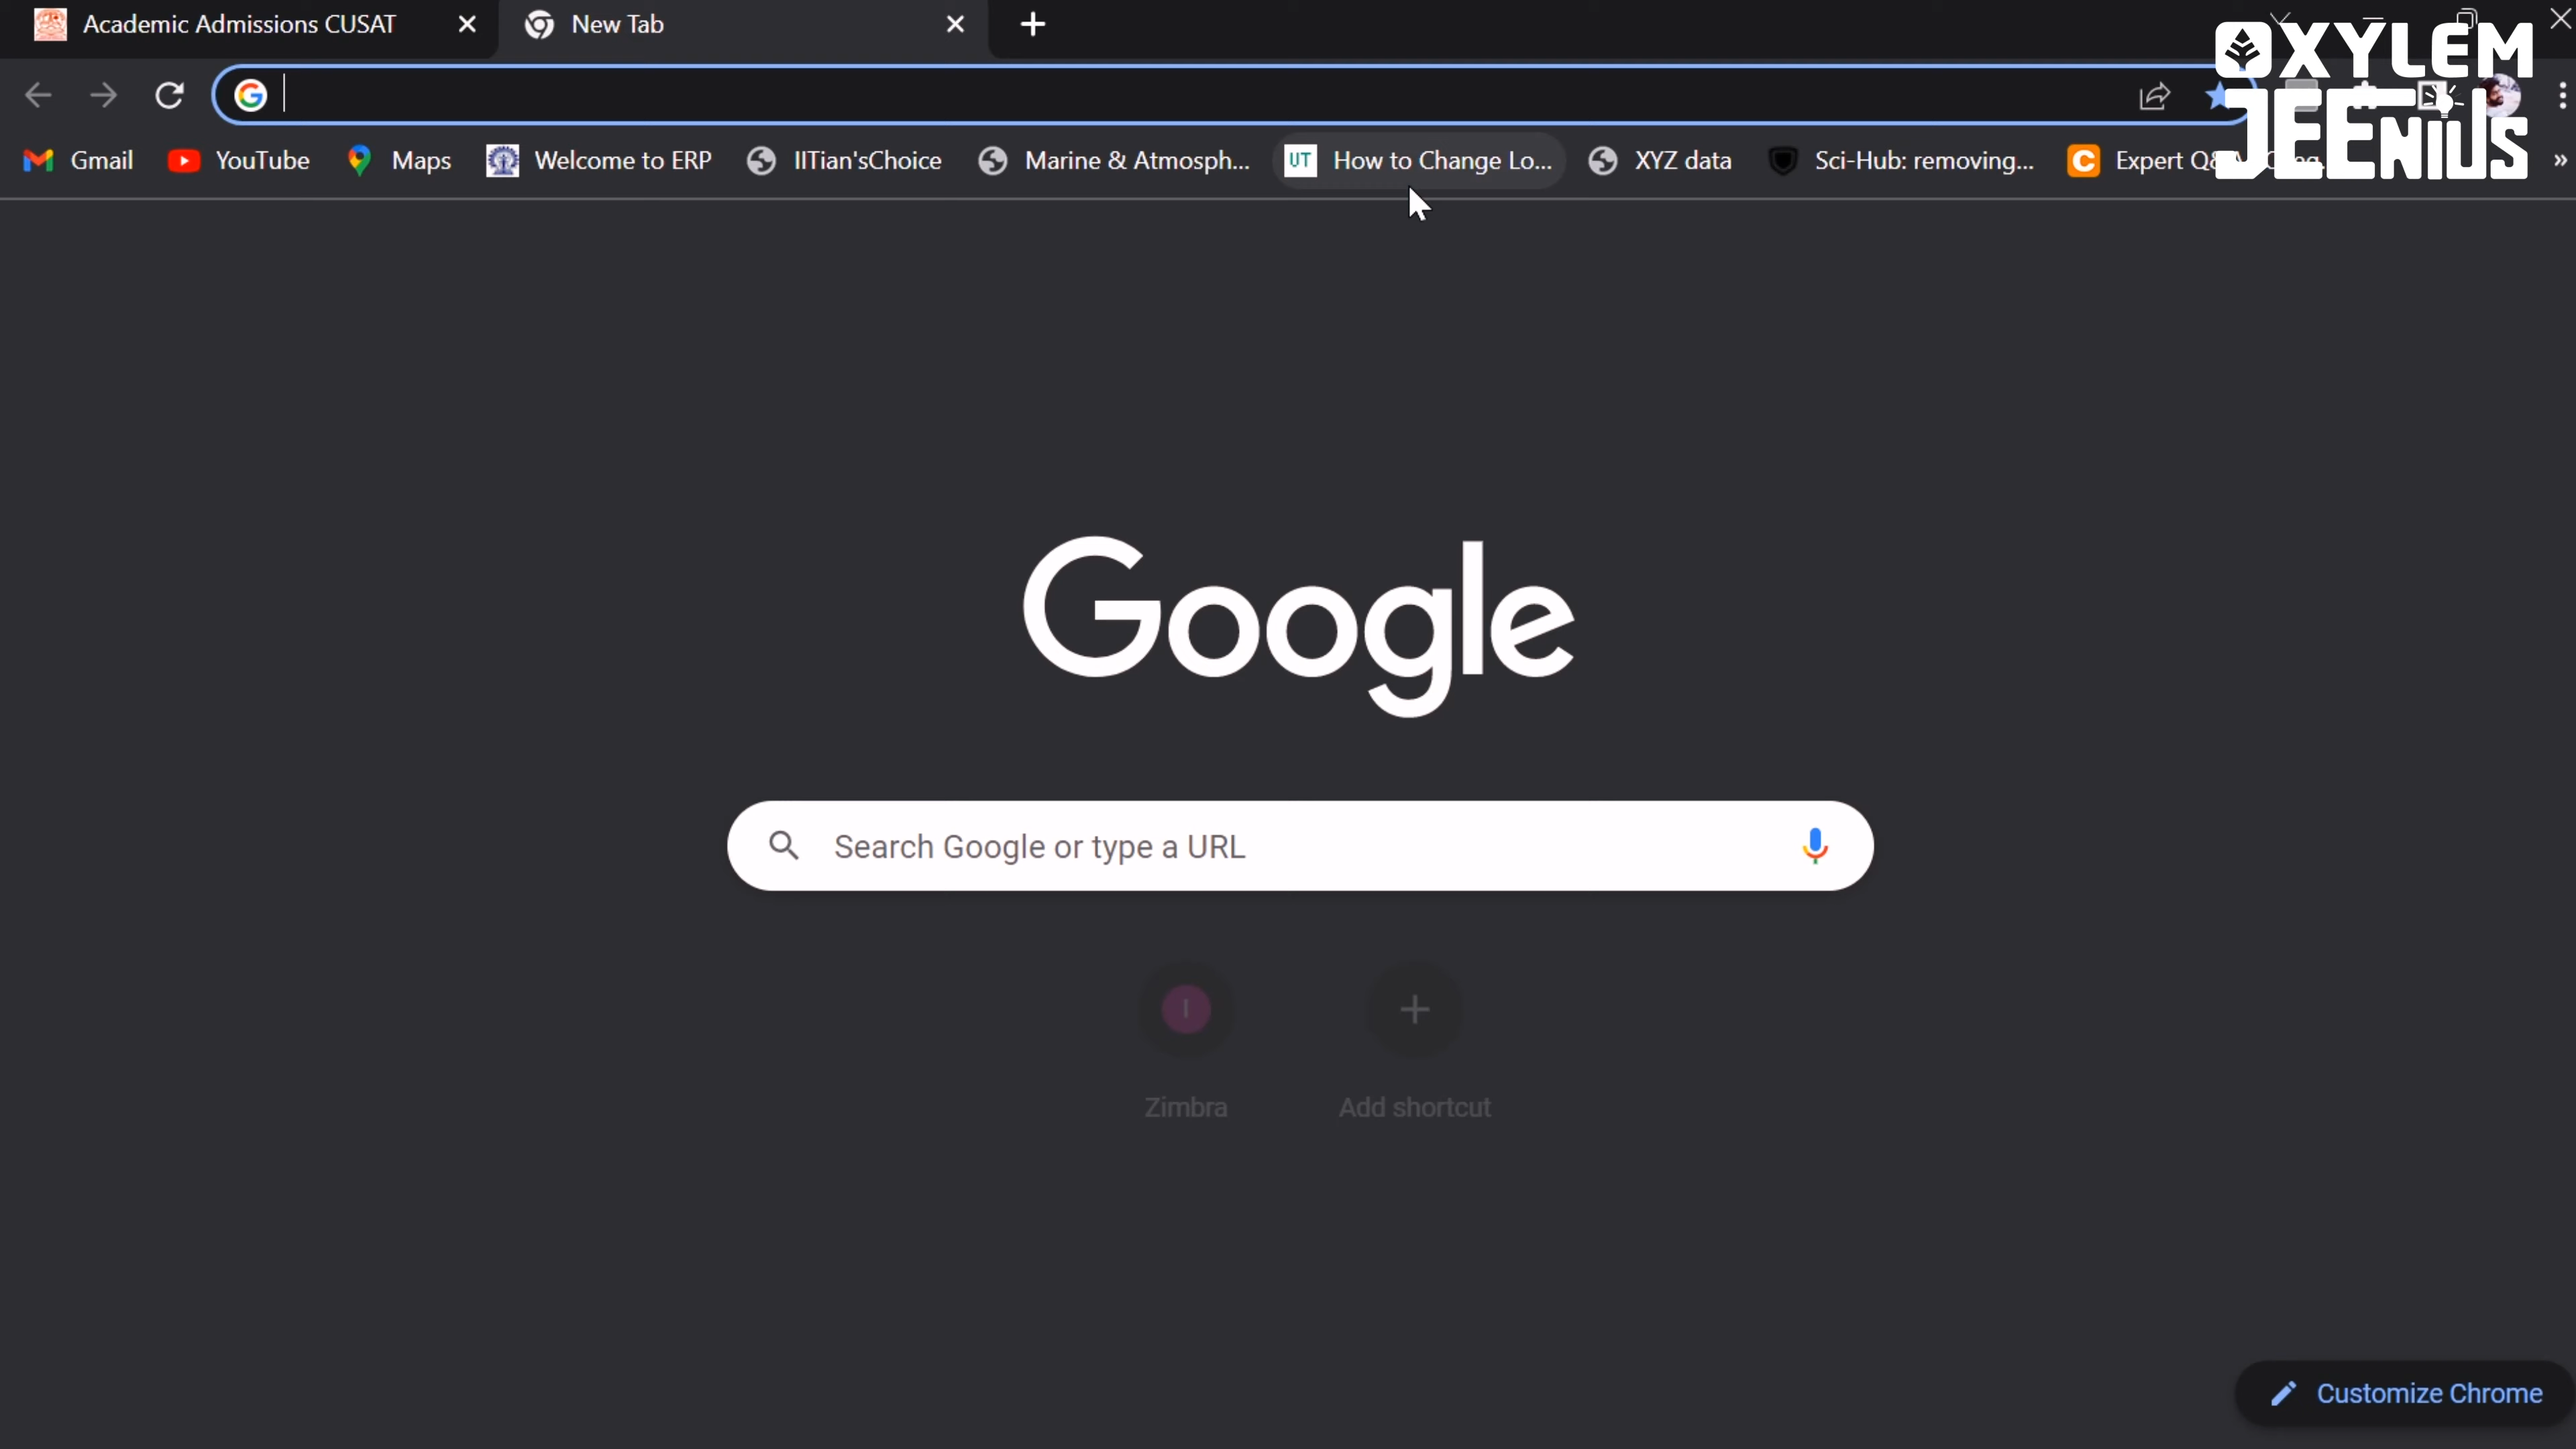 Academic Admissions CUSAT
New Tab
OXYLEM
JEENIUS
Gmail
YouTube
Maps
Welcome to ERP
IITian'sChoice
Marine & Atmosph...
UT How to Change Lo...
XYZ data
Sci-Hub: removing...
C Expert
Google
Search Google or type a URL
I
Zimbra
Add shortcut
Customize Chrome